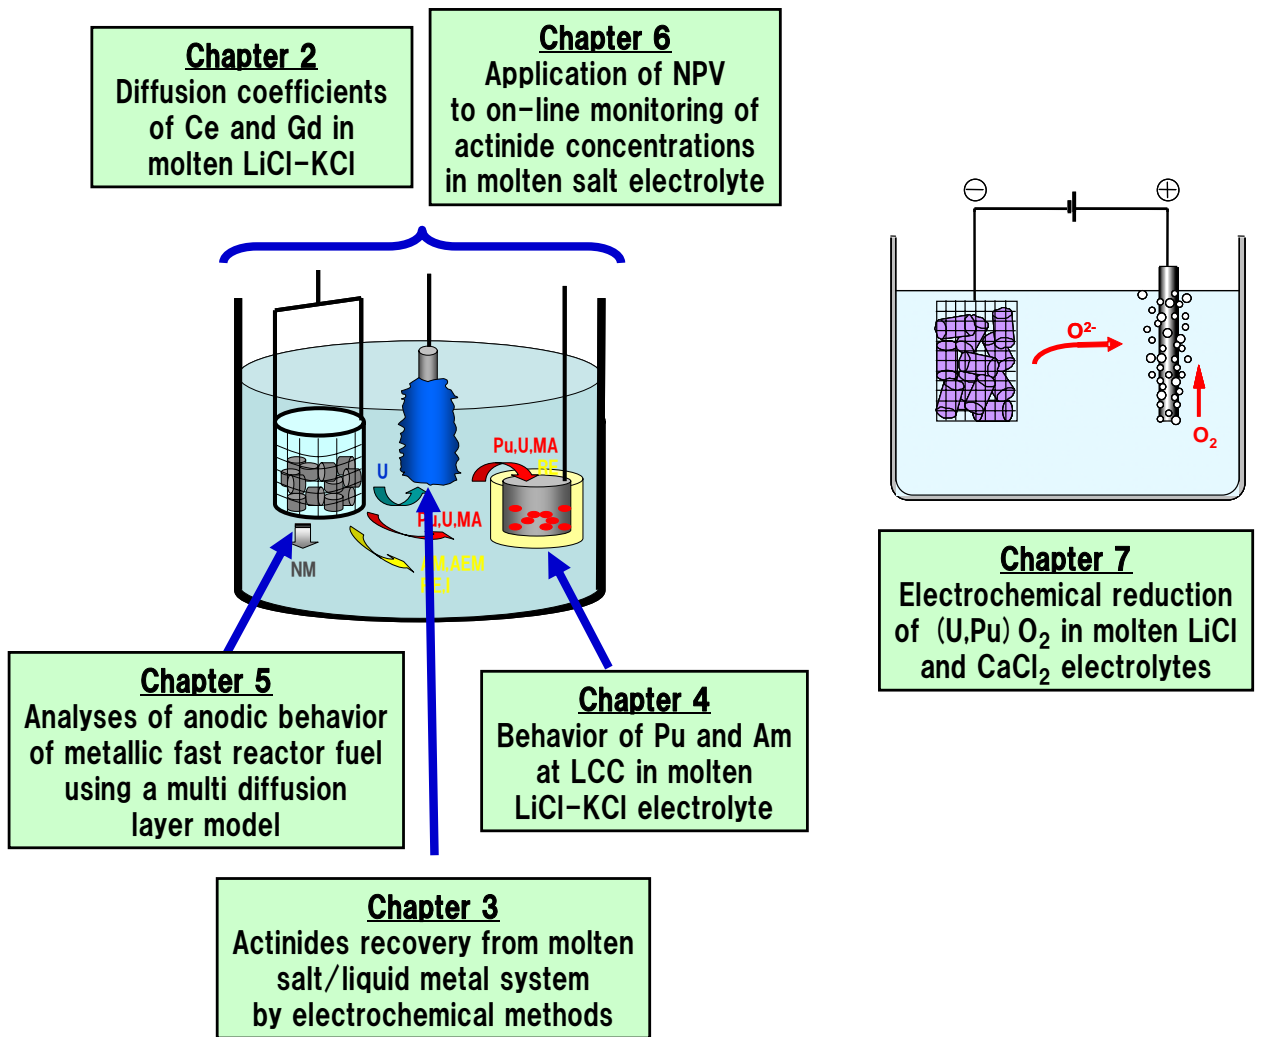 Chapter 2
Diffusion coefficients
of Ce and Gd in
molten LiCl-KCl
Chapter 6
Application of NPV
to on-line monitoring of
actinide concentrations
in molten salt electrolyte
⊖
⊕
O²⁻
O₂
Pu,U,MA
RE
U
Pu,U,MA
NM
AM,AEM
RE,I
Chapter 7
Electrochemical reduction
of (U,Pu)O₂ in molten LiCl
and CaCl₂ electrolytes
Chapter 5
Analyses of anodic behavior
of metallic fast reactor fuel
using a multi diffusion
layer model
Chapter 4
Behavior of Pu and Am
at LCC in molten
LiCl-KCl electrolyte
Chapter 3
Actinides recovery from molten
salt/liquid metal system
by electrochemical methods